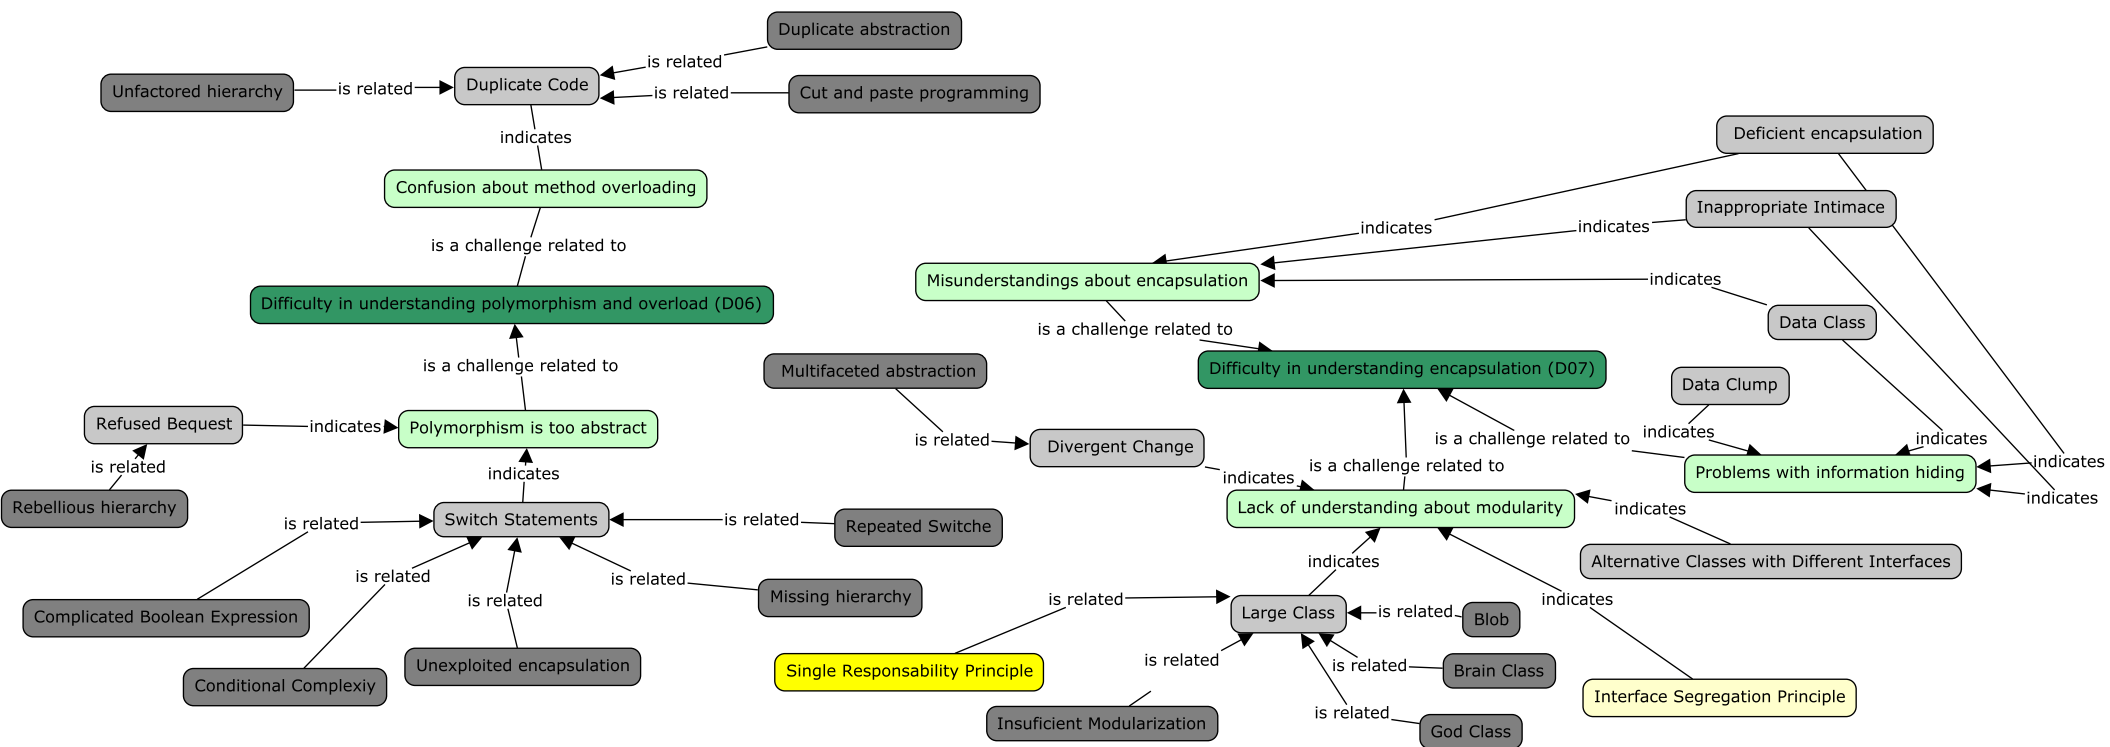 Duplicate abstraction
is related
Unfactored hierarchy
is related
Duplicate Code
is related
Cut and paste programming
indicates
Confusion about method overloading
is a challenge related to
Difficulty in understanding polymorphism and overload (D06)
is a challenge related to
Refused Bequest
indicates
Polymorphism is too abstract
is related
indicates
Rebellious hierarchy
is related
Switch Statements
is related
Repeated Switche
is related
is related
is related
Missing hierarchy
Complicated Boolean Expression
Unexploited encapsulation
Conditional Complexiy
Deficient encapsulation
Inappropriate Intimace
indicates
indicates
Misunderstandings about encapsulation
indicates
Data Class
is a challenge related to
Multifaceted abstraction
Difficulty in understanding encapsulation (D07)
Data Clump
is related
Divergent Change
is a challenge related to
indicates
indicates
is a challenge related to
indicates
indicates
Problems with information hiding
indicates
Lack of understanding about modularity
indicates
Alternative Classes with Different Interfaces
indicates
is related
Large Class
is related
Blob
indicates
Single Responsability Principle
is related
is related
Brain Class
Interface Segregation Principle
Insuficient Modularization
is related
God Class